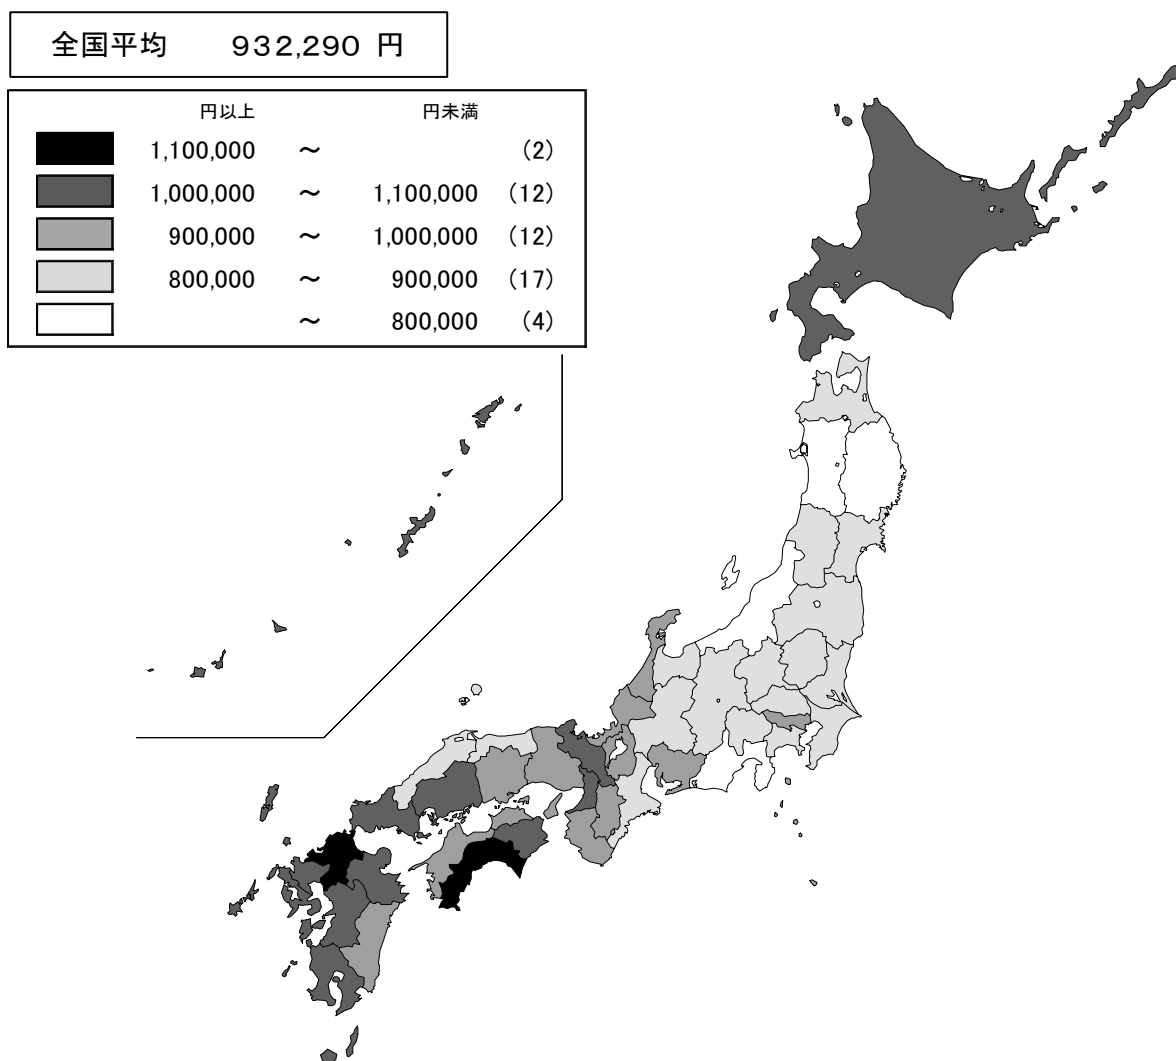 全国平均 932,290 円
円以上 円未満
1,100,000 ～ (2)
1,000,000 ～ 1,100,000 (12)
900,000 ～ 1,000,000 (12)
800,000 ～ 900,000 (17)
～ 800,000 (4)